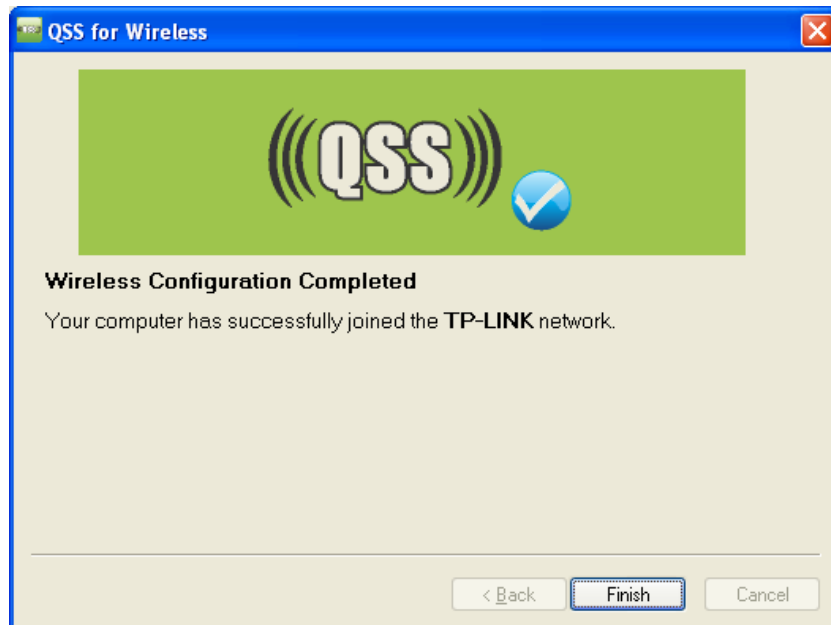 QSS for Wireless
QSS
Wireless Configuration Completed
Your computer has successfully joined the TP-LINK network.
< Back
Finish
Cancel